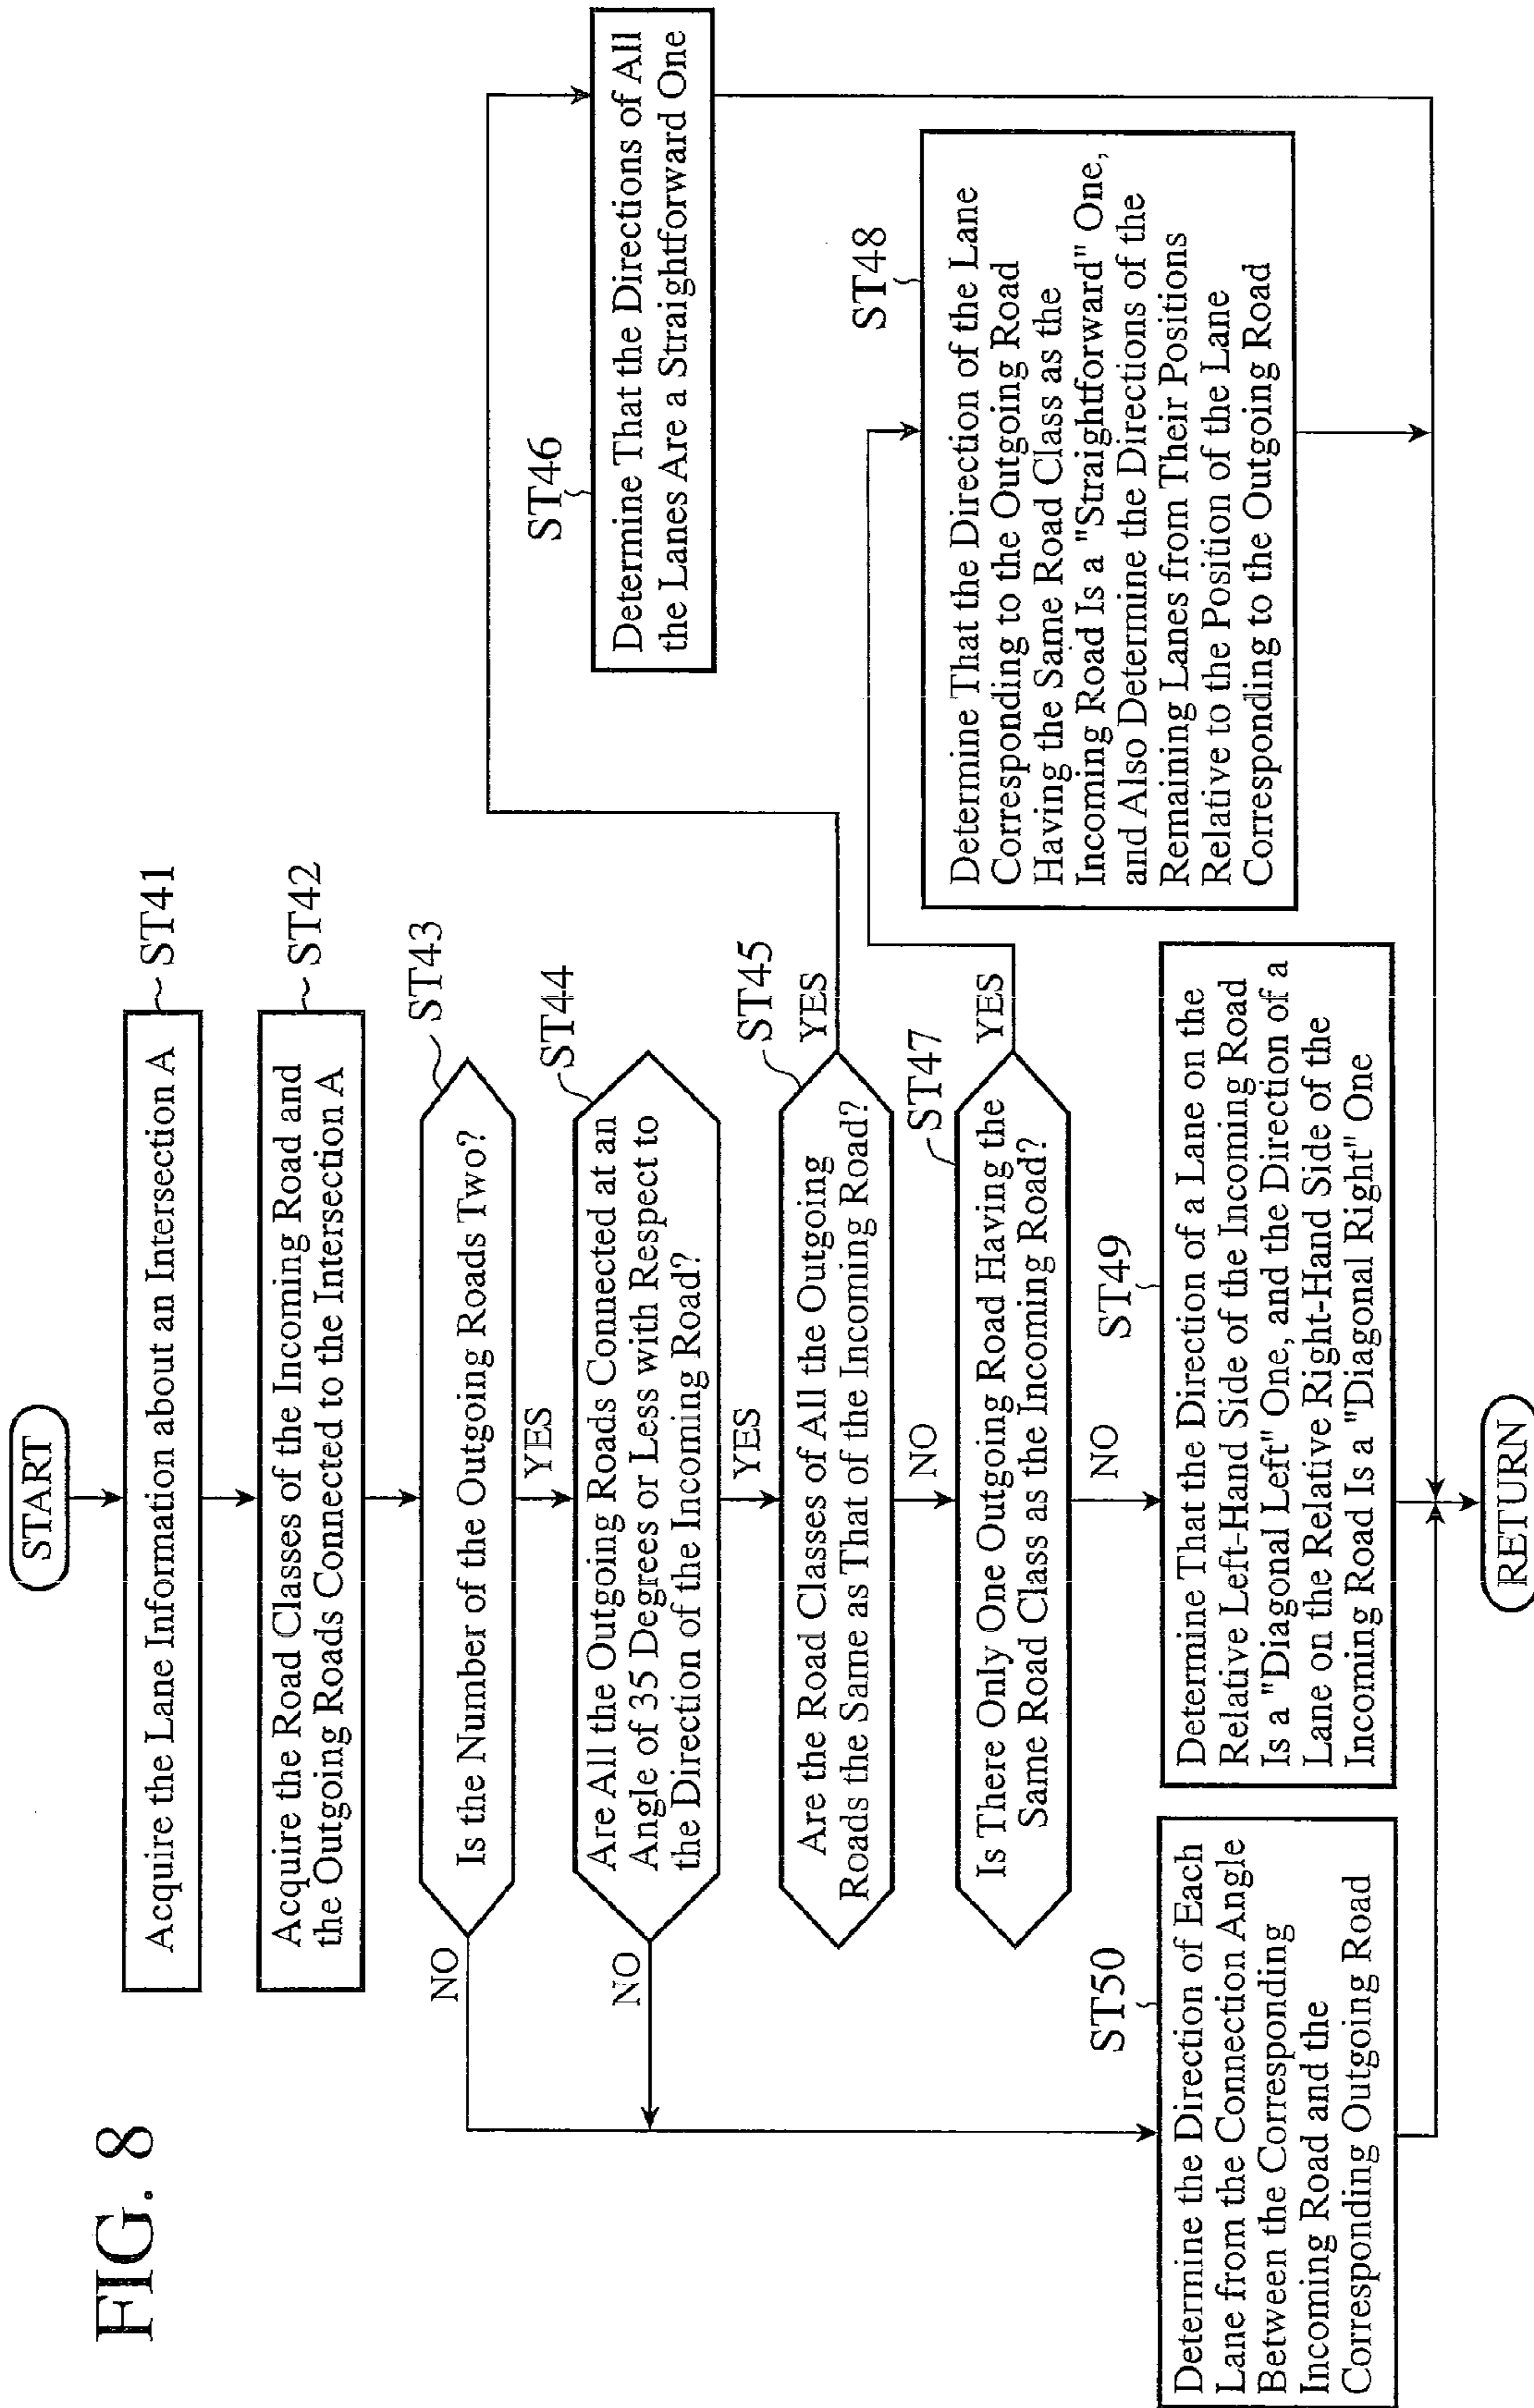 FIG. 8
START
Acquire the Lane Information about an Intersection A
ST41
Acquire the Road Classes of the Incoming Road and
the Outgoing Roads Connected to the Intersection A
ST42
Is the Number of the Outgoing Roads Two?
ST43
NO
YES
Are All the Outgoing Roads Connected at an
Angle of 35 Degrees or Less with Respect to
the Direction of the Incoming Road?
ST44
NO
YES
Are the Road Classes of All the Outgoing
Roads the Same as That of the Incoming Road?
ST45
YES
NO
ST46
Determine That the Directions of All
the Lanes Are a Straightforward One
Is There Only One Outgoing Road Having the
Same Road Class as the Incoming Road?
ST47
YES
NO
ST48
Determine That the Direction of the Lane
Corresponding to the Outgoing Road
Having the Same Road Class as the
Incoming Road Is a "Straightforward" One,
and Also Determine the Directions of the
Remaining Lanes from Their Positions
Relative to the Position of the Lane
Corresponding to the Outgoing Road
ST49
Determine That the Direction of a Lane on the
Relative Left-Hand Side of the Incoming Road
Is a "Diagonal Left" One, and the Direction of a
Lane on the Relative Right-Hand Side of the
Incoming Road Is a "Diagonal Right" One
ST50
Determine the Direction of Each
Lane from the Connection Angle
Between the Corresponding
Incoming Road and the
Corresponding Outgoing Road
RETURN